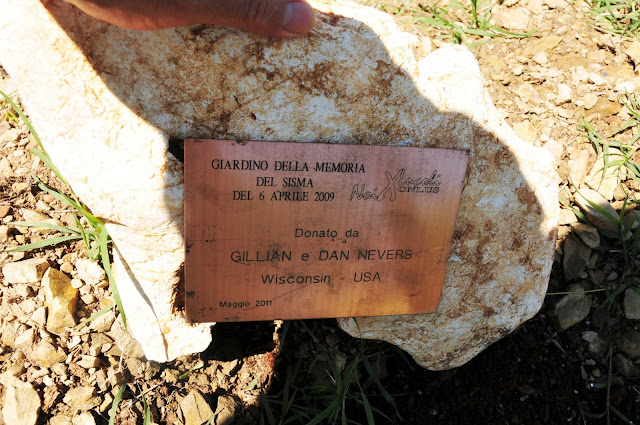 GIARDINO DELLA MEMORIA
DEL SISMA
DEL 6 APRILE 2009
Noi X Lucoli
ONLUS
Donato da
GILLIAN e DAN NEVERS
Wisconsin - USA
Maggio 2011